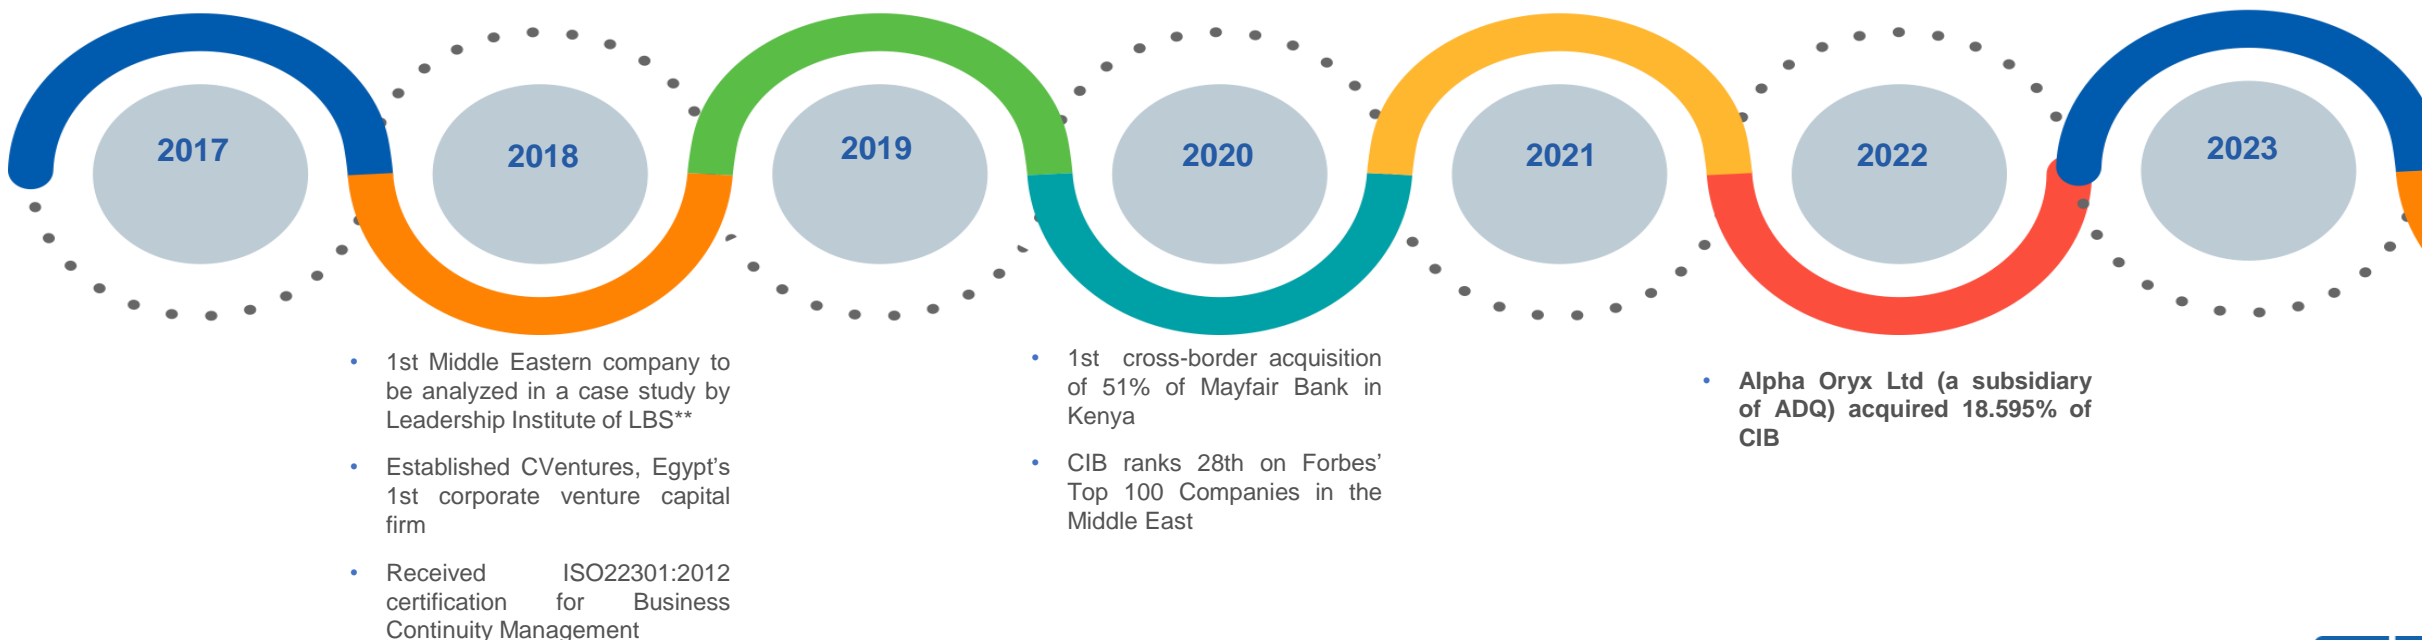 2017
2018
2019
2020
2021
2022
2023
• 1st Middle Eastern company to
be analyzed in a case study by
Leadership Institute of LBS**
• Established CVentures, Egypt’s
1st corporate venture capital
firm
• Received ISO22301:2012
certification for Business
Continuity Management
• 1st cross-border acquisition
of 51% of Mayfair Bank in
Kenya
• CIB ranks 28th on Forbes’
Top 100 Companies in the
Middle East
• Alpha Oryx Ltd (a subsidiary
of ADQ) acquired 18.595% of
CIB